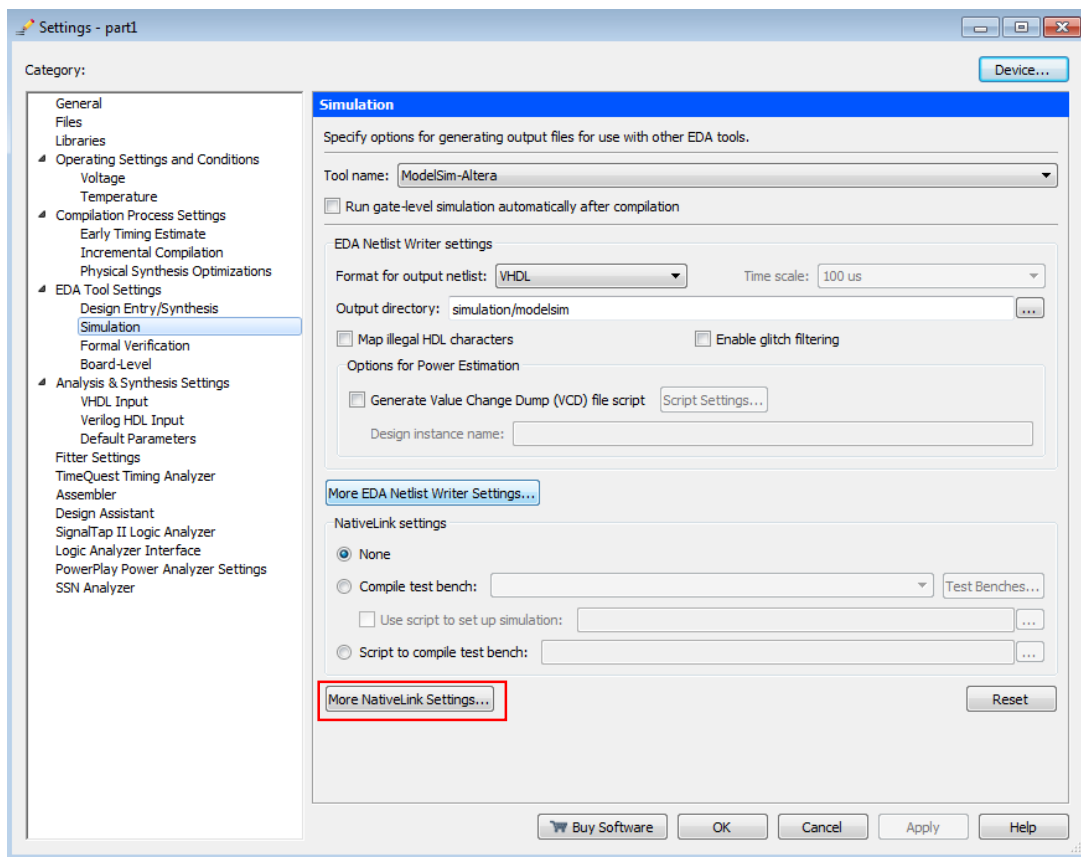 Settings - part1
Category:
Device...
General
Files
Libraries
Operating Settings and Conditions
Voltage
Temperature
Compilation Process Settings
Early Timing Estimate
Incremental Compilation
Physical Synthesis Optimizations
EDA Tool Settings
Design Entry/Synthesis
Simulation
Formal Verification
Board-Level
Analysis & Synthesis Settings
VHDL Input
Verilog HDL Input
Default Parameters
Fitter Settings
TimeQuest Timing Analyzer
Assembler
Design Assistant
SignalTap II Logic Analyzer
Logic Analyzer Interface
PowerPlay Power Analyzer Settings
SSN Analyzer
Simulation
Specify options for generating output files for use with other EDA tools.
Tool name: ModelSim-Altera
Run gate-level simulation automatically after compilation
EDA Netlist Writer settings
Format for output netlist: VHDL Time scale: 100 us
Output directory: simulation/modelsim ...
Map illegal HDL characters Enable glitch filtering
Options for Power Estimation
Generate Value Change Dump (VCD) file script Script Settings...
Design instance name:
More EDA Netlist Writer Settings...
NativeLink settings
None
Compile test bench: Test Benches...
Use script to set up simulation: ...
Script to compile test bench: ...
More NativeLink Settings... Reset
Buy Software OK Cancel Apply Help